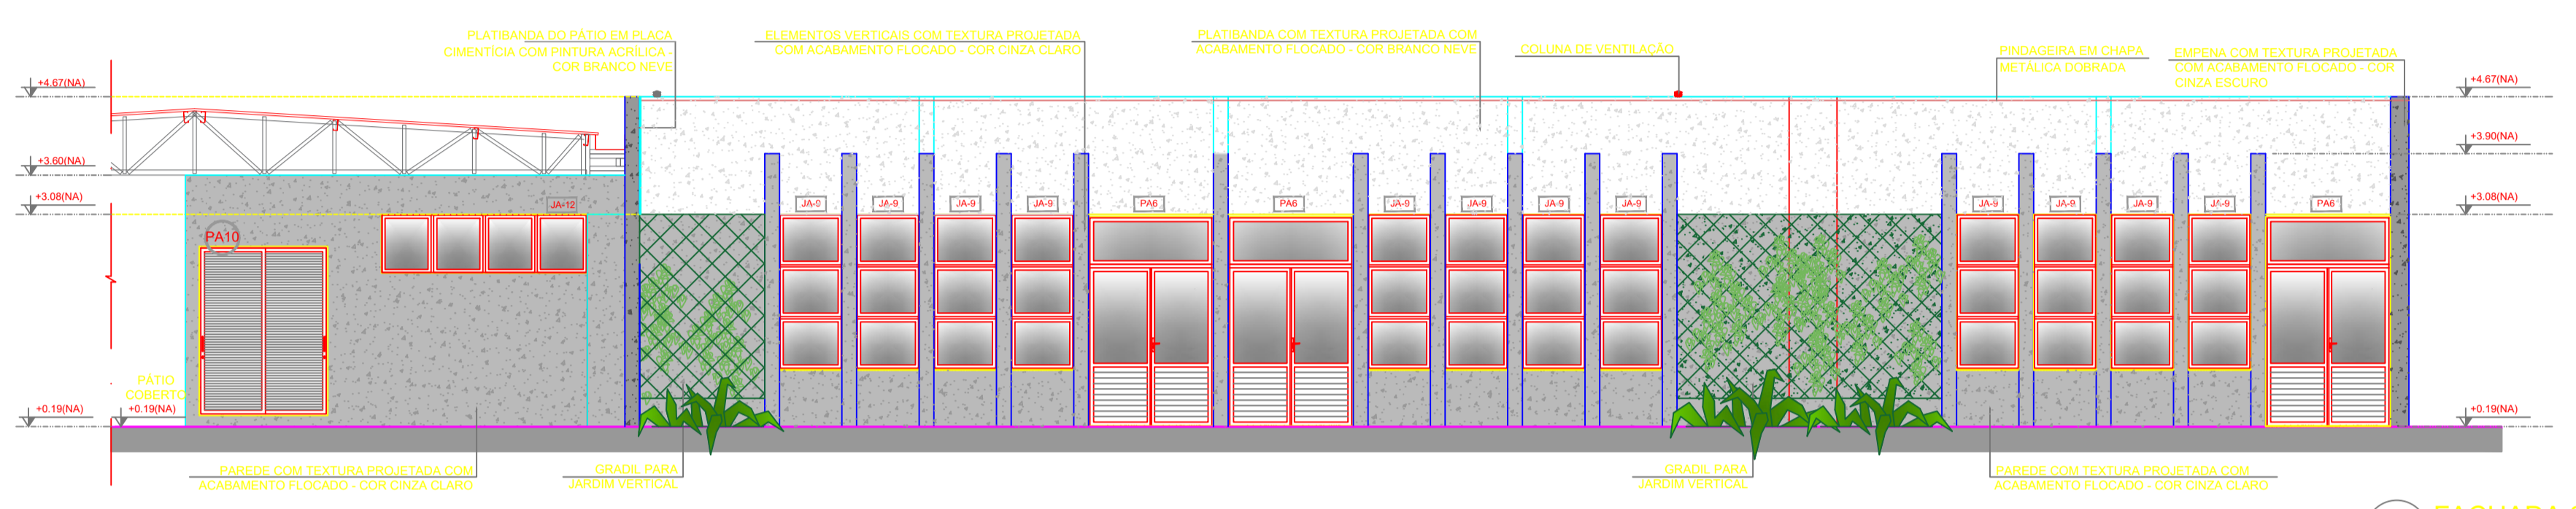 PLATIBANDA DO PÁTIO EM PLACA
CIMENTÍCIA COM PINTURA ACRÍLICA -
COR BRANCO NEVE
ELEMENTOS VERTICAIS COM TEXTURA PROJETADA
COM ACABAMENTO FLOCADO - COR CINZA CLARO
PLATIBANDA COM TEXTURA PROJETADA COM
ACABAMENTO FLOCADO - COR BRANCO NEVE
COLUNA DE VENTILAÇÃO
PINDAGEIRA EM CHAPA
METÁLICA DOBRADA
EMPENA COM TEXTURA PROJETADA
COM ACABAMENTO FLOCADO - COR
CINZA ESCURO
+4.67(NA)
+4.67(NA)
+3.90(NA)
+3.60(NA)
+3.08(NA)
+3.08(NA)
JA-12
JA-9
JA-9
JA-9
JA-9
PA6
PA6
JA-9
JA-9
JA-9
JA-9
JA-9
JA-9
JA-9
JA-9
PA6
PA10
PÁTIO
COBERTO
+0.19(NA)
+0.19(NA)
+0.19(NA)
PAREDE COM TEXTURA PROJETADA COM
ACABAMENTO FLOCADO - COR CINZA CLARO
GRADIL PARA
JARDIM VERTICAL
GRADIL PARA
JARDIM VERTICAL
PAREDE COM TEXTURA PROJETADA COM
ACABAMENTO FLOCADO - COR CINZA CLARO